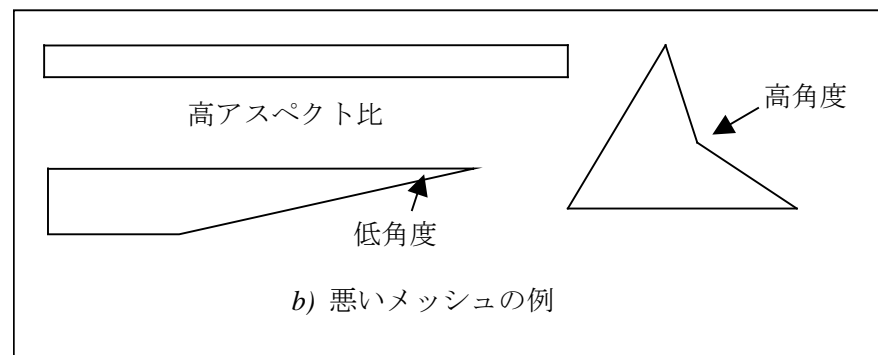 高アスペクト比
高角度
低角度
b) 悪いメッシュの例